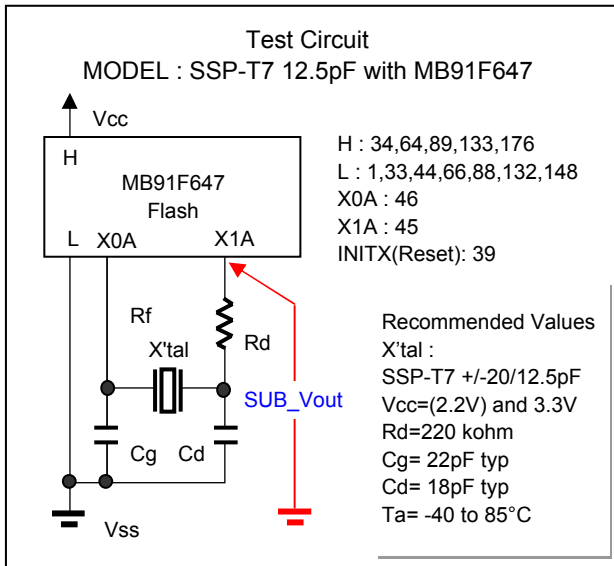 Test Circuit
MODEL : SSP-T7 12.5pF with MB91F647
Vcc
H
MB91F647
Flash
L X0A X1A
H : 34,64,89,133,176
L : 1,33,44,66,88,132,148
X0A : 46
X1A : 45
INITX(Reset): 39
Rf
X'tal
Rd
SUB_Vout
Cg Cd
Vss
Recommended Values
X'tal :
SSP-T7 +/-20/12.5pF
Vcc=(2.2V) and 3.3V
Rd=220 kohm
Cg= 22pF typ
Cd= 18pF typ
Ta= -40 to 85°C